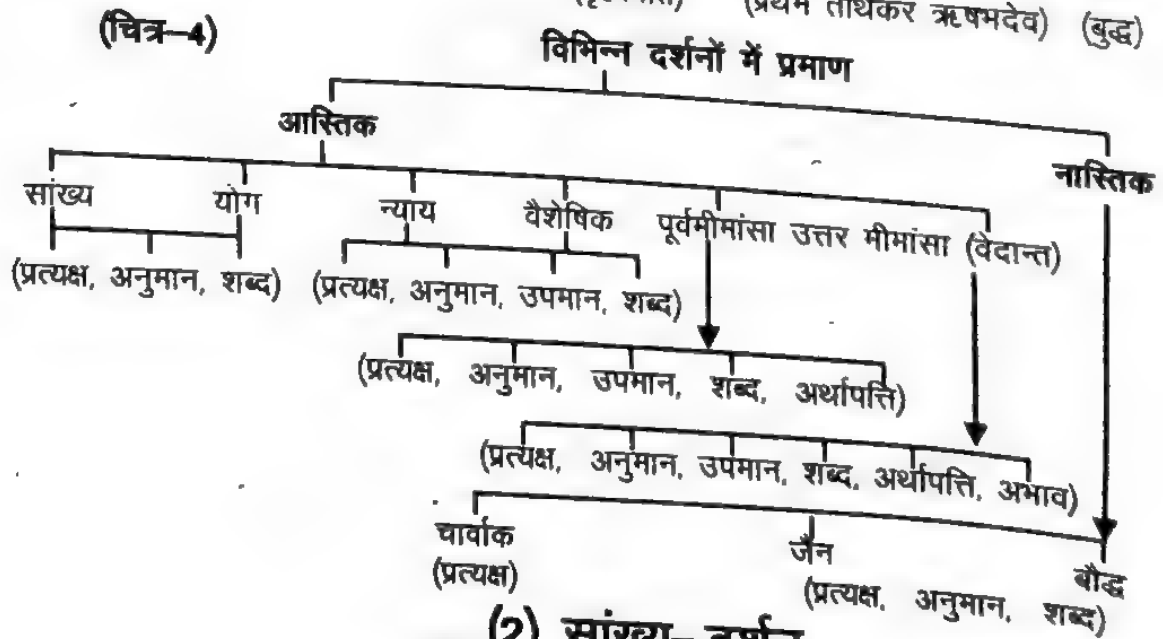 (प्रथम तीर्थंकर ऋषभदेव) (बुद्ध)
(चित्र–4)
विभिन्न दर्शनों में प्रमाण
आस्तिक
नास्तिक
सांख्य योग न्याय वैशेषिक पूर्वमीमांसा उत्तर मीमांसा (वेदान्त)
(प्रत्यक्ष, अनुमान, शब्द) (प्रत्यक्ष, अनुमान, उपमान, शब्द)
(प्रत्यक्ष, अनुमान, उपमान, शब्द, अर्थापत्ति)
(प्रत्यक्ष, अनुमान, उपमान, शब्द, अर्थापत्ति, अभाव)
चार्वाक जैन बौद्ध
(प्रत्यक्ष) (प्रत्यक्ष, अनुमान, शब्द)
(2) सांख्य–